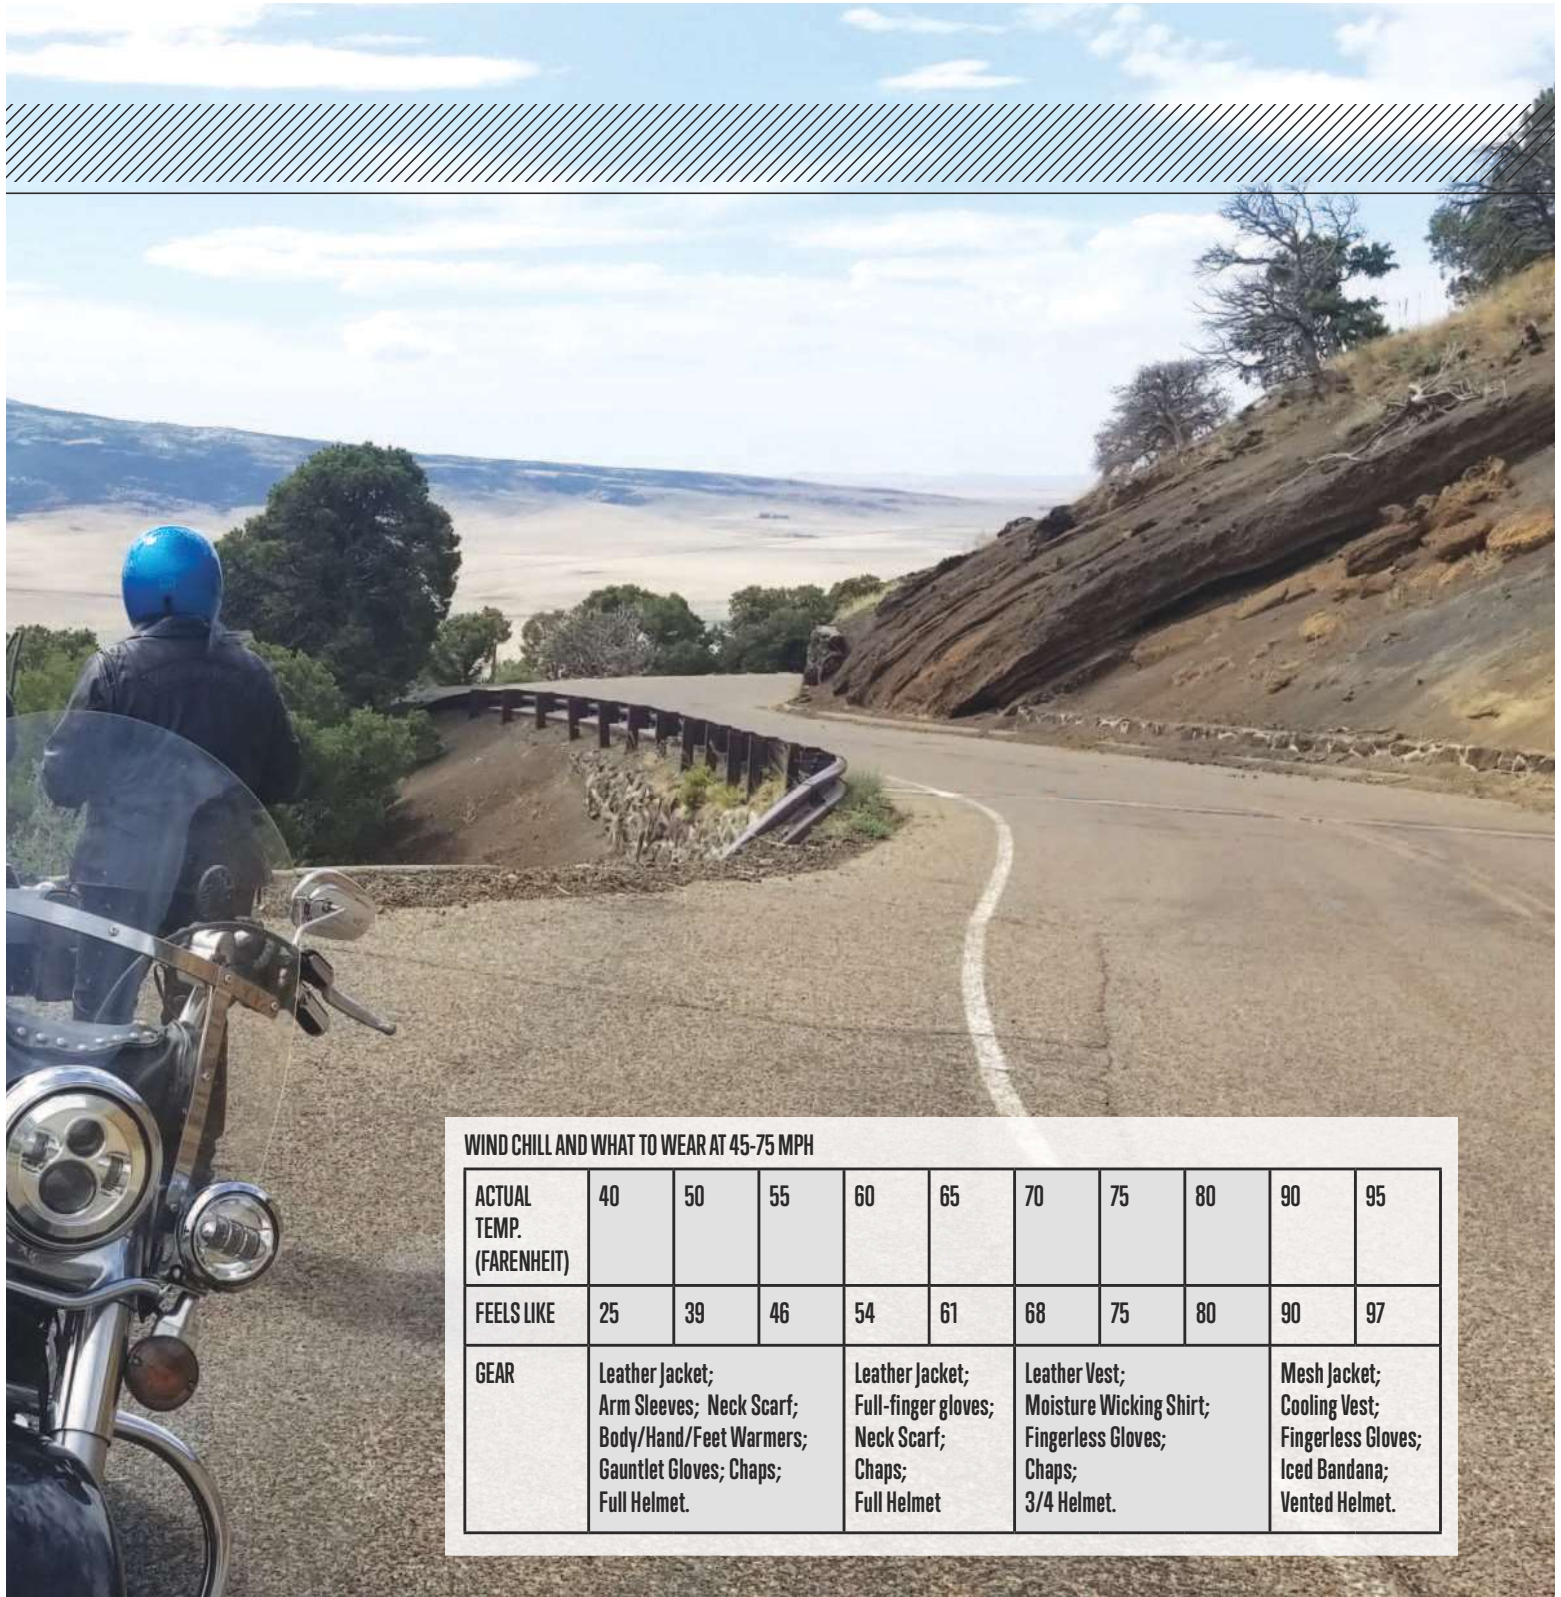 WIND CHILL AND WHAT TO WEAR AT 45-75 MPH
ACTUAL
TEMP.
(FARENHEIT)
40
50
55
60
65
70
75
80
90
95
FEELS LIKE
25
39
46
54
61
68
75
80
90
97
GEAR
Leather Jacket;
Arm Sleeves; Neck Scarf;
Body/Hand/Feet Warmers;
Gauntlet Gloves; Chaps;
Full Helmet.
Leather Jacket;
Full-finger gloves;
Neck Scarf;
Chaps;
Full Helmet
Leather Vest;
Moisture Wicking Shirt;
Fingerless Gloves;
Chaps;
3/4 Helmet.
Mesh Jacket;
Cooling Vest;
Fingerless Gloves;
Iced Bandana;
Vented Helmet.